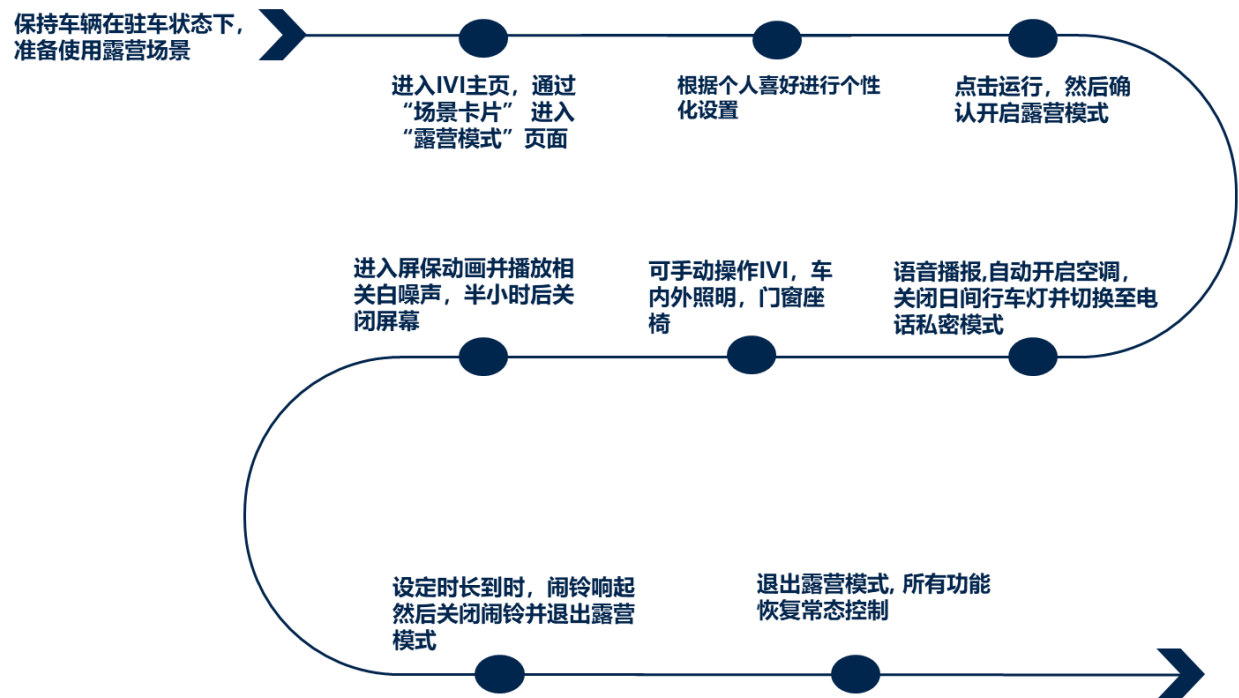 保持车辆在驻车状态下，
准备使用露营场景
进入IVI主页，通过
“场景卡片” 进入
“露营模式”页面
根据个人喜好进行个性
化设置
点击运行，然后确
认开启露营模式
语音播报,自动开启空调，
关闭日间行车灯并切换至电
话私密模式
可手动操作IVI，车
内外照明，门窗座
椅
进入屏保动画并播放相
关白噪声，半小时后关
闭屏幕
设定时长到时，闹铃响起
然后关闭闹铃并退出露营
模式
退出露营模式, 所有功能
恢复常态控制